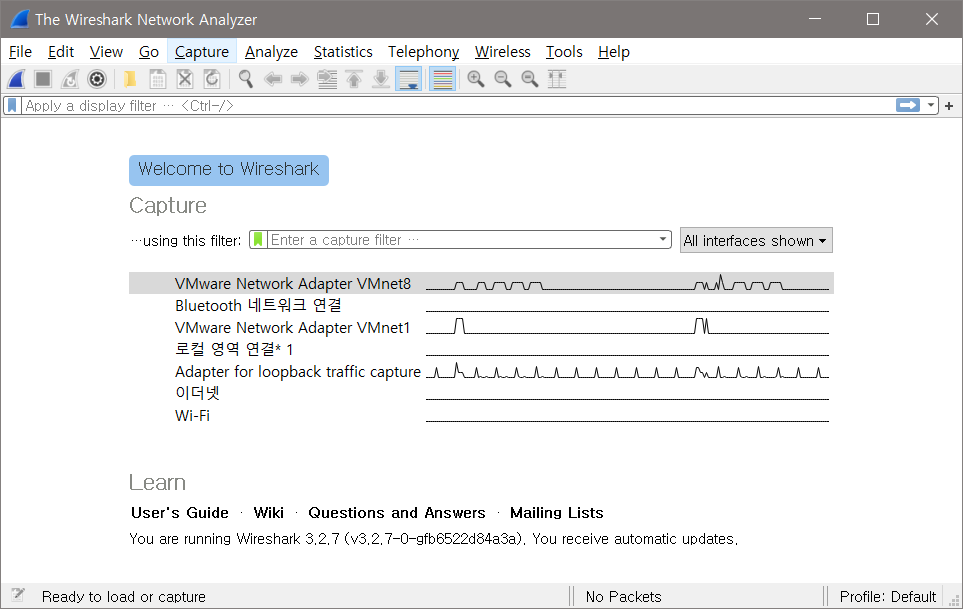 The Wireshark Network Analyzer
File Edit View Go Capture Analyze Statistics Telephony Wireless Tools Help
Apply a display filter ... <Ctrl-/>
Welcome to Wireshark
Capture
...using this filter: Enter a capture filter ... All interfaces shown
VMware Network Adapter VMnet8
Bluetooth 네트워크 연결
VMware Network Adapter VMnet1
로컬 영역 연결* 1
Adapter for loopback traffic capture
이더넷
Wi-Fi
Learn
User's Guide · Wiki · Questions and Answers · Mailing Lists
You are running Wireshark 3.2.7 (v3.2.7-0-gfb6522d84a3a). You receive automatic updates.
Ready to load or capture No Packets Profile: Default